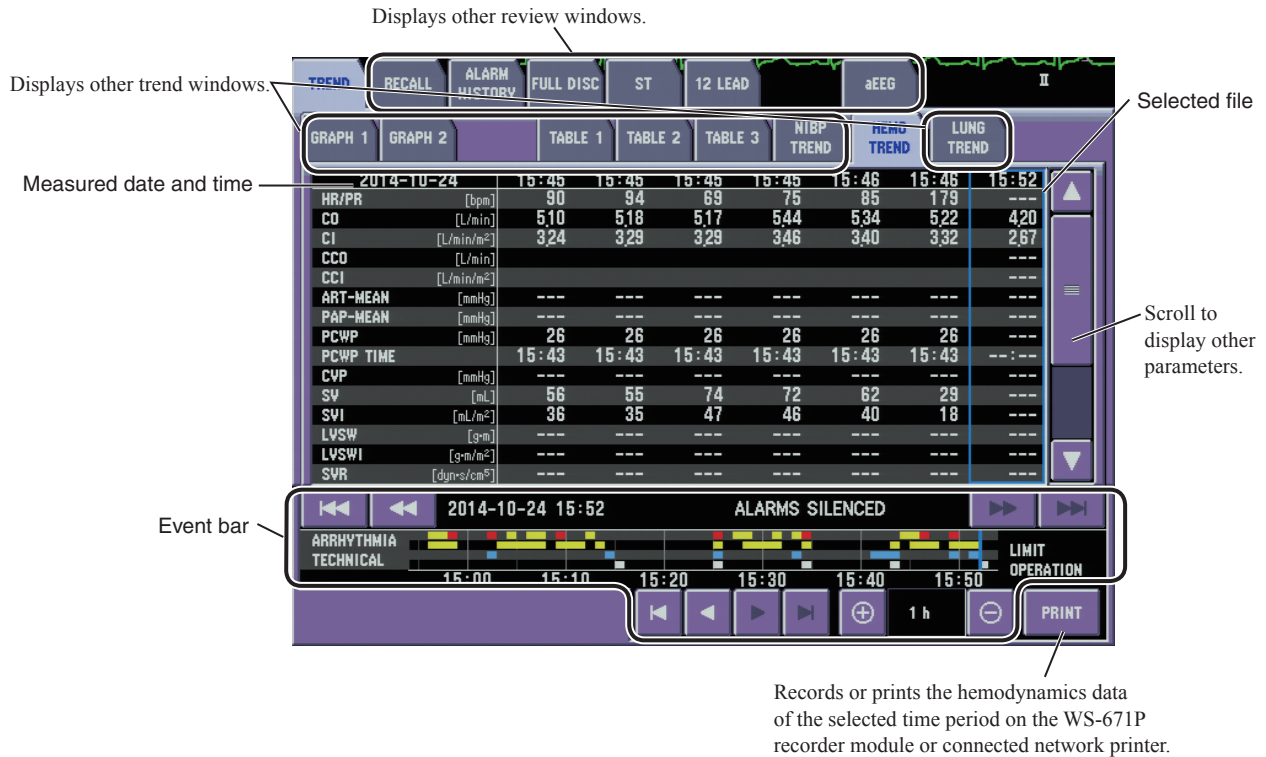 Displays other review windows.
Displays other trend windows.
TREND RECALL ALARM HISTORY FULL DISC ST 12 LEAD aEEG II
Selected file
GRAPH 1 GRAPH 2 TABLE 1 TABLE 2 TABLE 3 NIBP TREND HEMO TREND LUNG TREND
Measured date and time
2014-10-24 15:45 15:45 15:45 15:45 15:46 15:46 15:52
HR/PR [bpm] 90 94 69 75 85 179 ---
CO [L/min] 5.10 5.18 5.17 5.44 5.34 5.22 4.20
CI [L/min/m²] 3.24 3.29 3.29 3.46 3.40 3.32 2.67
CCO [L/min] ---
CCI [L/min/m²] ---
ART-MEAN [mmHg] --- --- --- --- --- --- ---
PAP-MEAN [mmHg] --- --- --- --- --- --- ---
PCWP [mmHg] 26 26 26 26 26 26 ---
PCWP TIME 15:43 15:43 15:43 15:43 15:43 15:43 --:--
CVP [mmHg] --- --- --- --- --- --- ---
SV [mL] 56 55 74 72 62 29 ---
SVI [mL/m²] 36 35 47 46 40 18 ---
LVSW [g·m] --- --- --- --- --- --- ---
LVSWI [g·m/m²] --- --- --- --- --- --- ---
SVR [dyn·s/cm⁵] --- --- --- --- --- --- ---
Scroll to
display other
parameters.
Event bar
2014-10-24 15:52 ALARMS SILENCED
ARRHYTHMIA
TECHNICAL
LIMIT
OPERATION
15:00 15:10 15:20 15:30 15:40 15:50
1 h PRINT
Records or prints the hemodynamics data
of the selected time period on the WS-671P
recorder module or connected network printer.